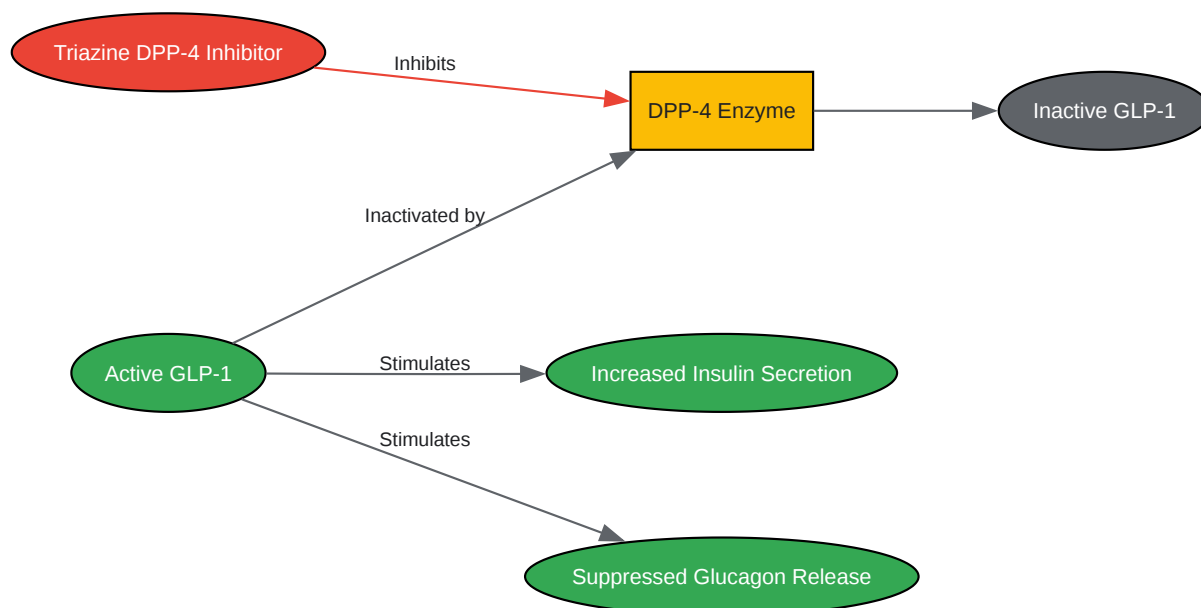 Triazine DPP-4 Inhibitor
Inhibits
DPP-4 Enzyme
Inactive GLP-1
Inactivated by
Active GLP-1
Stimulates
Increased Insulin Secretion
Stimulates
Suppressed Glucagon Release